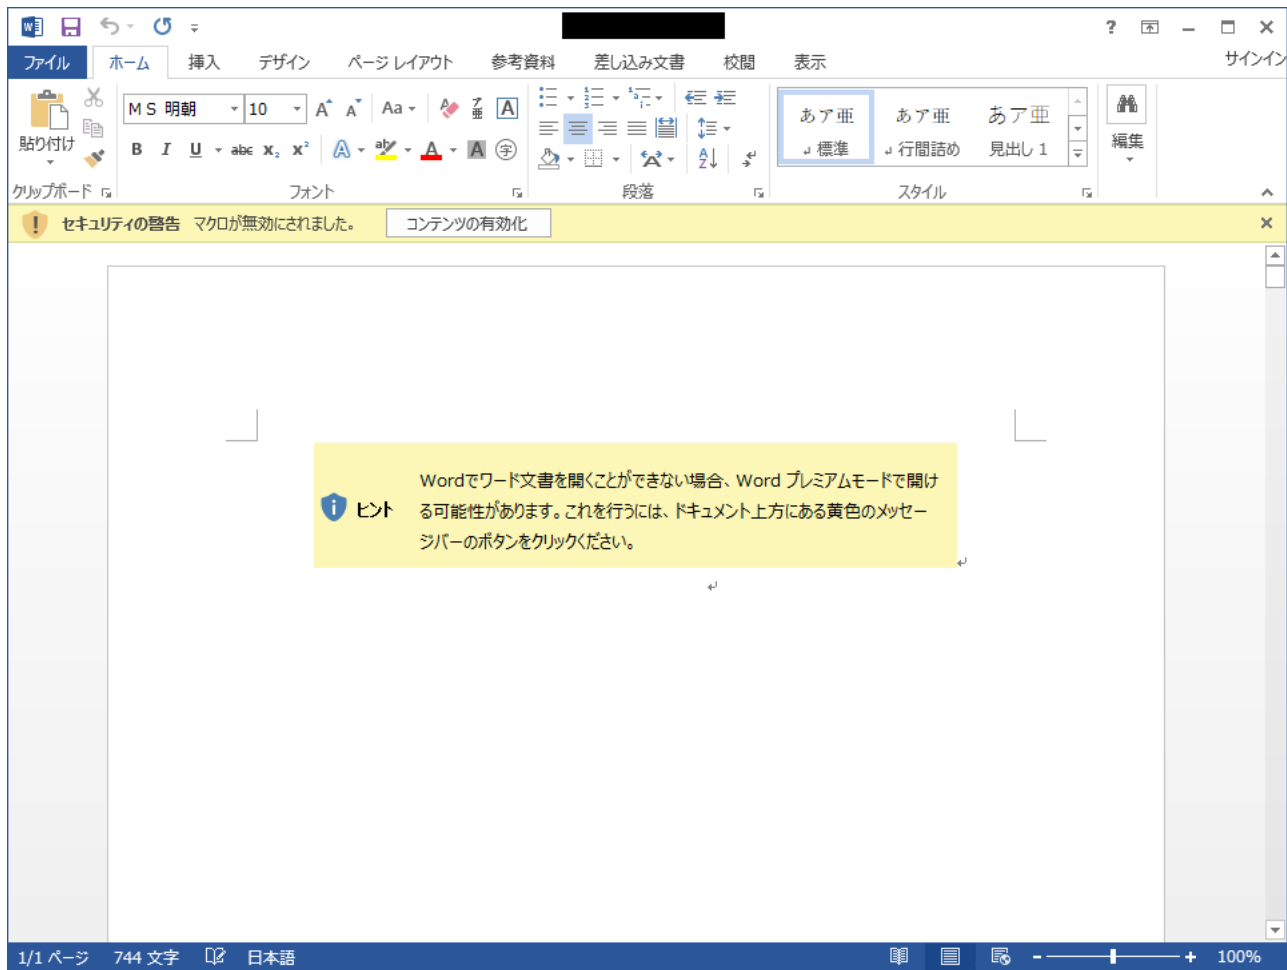 ?
ファイル ホーム 挿入 デザイン ページ レイアウト 参考資料 差し込み文書 校閲 表示 サインイン
貼り付け
MS 明朝 10 A A Aa ア亜 A
B I U abc x₂ x² A aby A A 字
A Z
あア亜 あア亜 あア亜
↲ 標準 ↲ 行間詰め 見出し 1
編集
クリップボード フォント 段落 スタイル
セキュリティの警告 マクロが無効にされました。 コンテンツの有効化
ヒント
Wordでワード文書を開くことができない場合、Word プレミアムモードで開け
る可能性があります。これを行うには、ドキュメント上方にある黄色のメッセー
ジバーのボタンをクリックください。
1/1 ページ 744 文字 日本語 100%